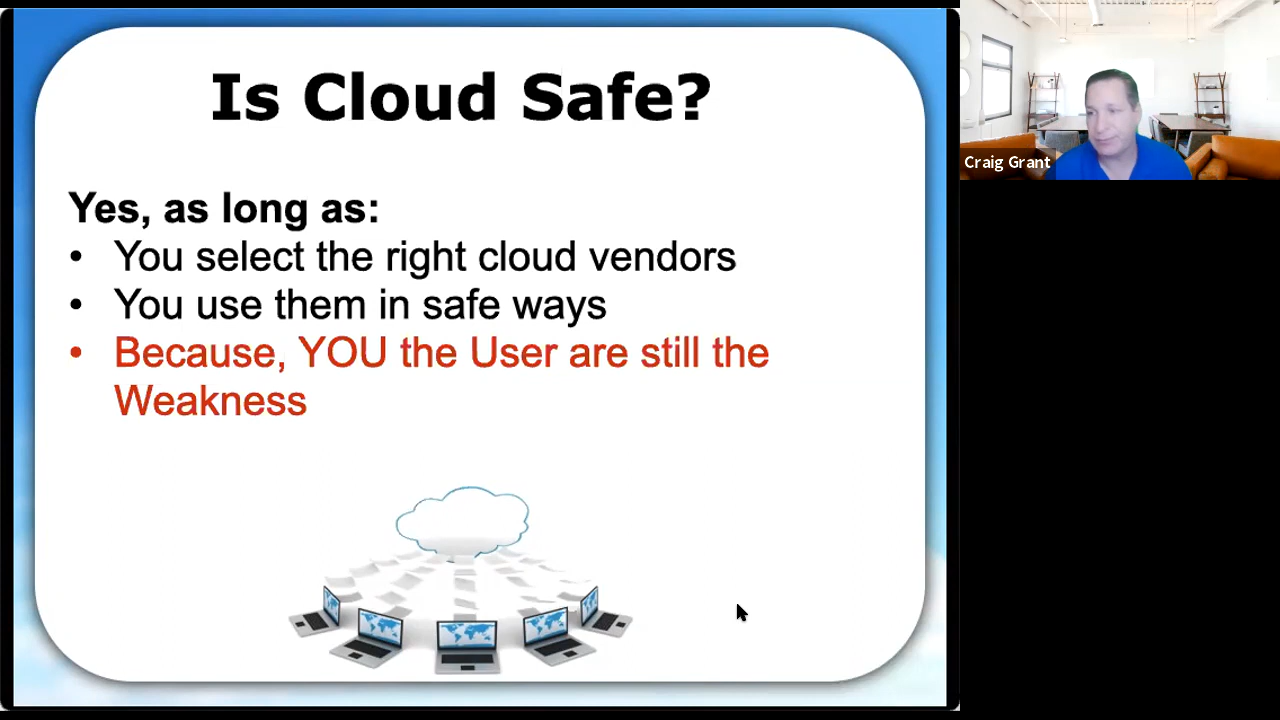 Is Cloud Safe?
Yes, as long as:
• You select the right cloud vendors
• You use them in safe ways
• Because, YOU the User are still the
Weakness
Craig Grant